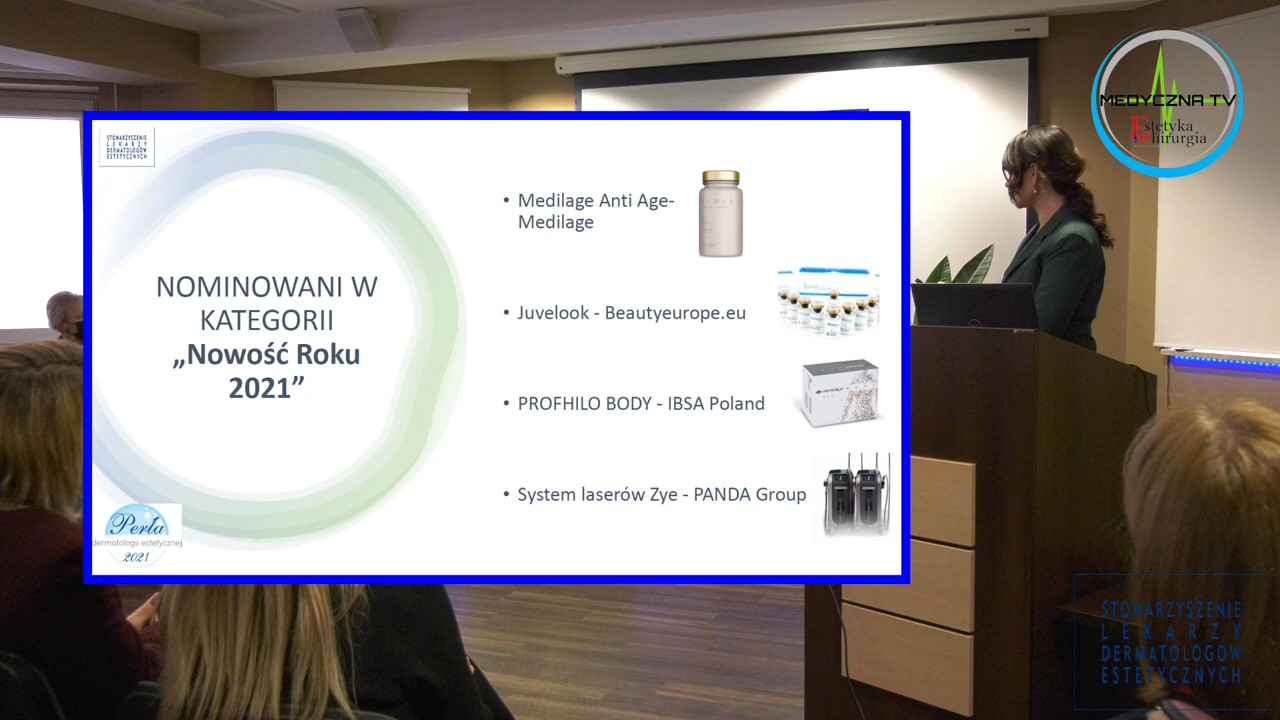 MEDYCZNA TV
Estetyka
Chirurgia
STOWARZYSZENIE
LEKARZY
DERMATOLOGÓW
ESTETYCZNYCH
NOMINOWANI W
KATEGORII
„Nowość Roku
2021”
• Medilage Anti Age-
Medilage
• Juvelook - Beautyeurope.eu
• PROFHILO BODY - IBSA Poland
• System laserów Zye - PANDA Group
Perła
dermatologii estetycznej
2021
STOWARZYSZENIE
LEKARZY
DERMATOLOGÓW
ESTETYCZNYCH